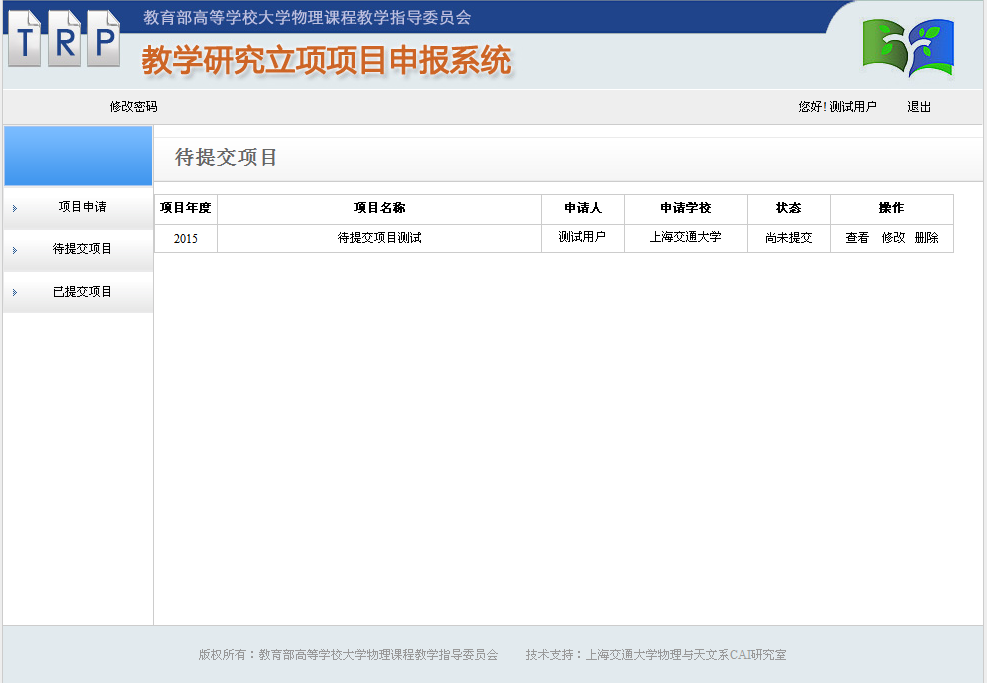 教育部高等学校大学物理课程教学指导委员会
TRP
教学研究立项项目申报系统
修改密码 您好!测试用户 退出
待提交项目
项目申请
待提交项目
已提交项目
项目年度 项目名称 申请人 申请学校 状态 操作
2015 待提交项目测试 测试用户 上海交通大学 尚未提交 查看 修改 删除
版权所有：教育部高等学校大学物理课程教学指导委员会 技术支持：上海交通大学物理与天文系CAI研究室